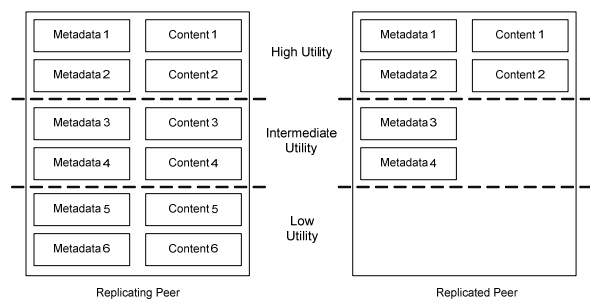 Metadata 1 Content 1 Metadata 1 Content 1
High Utility
Metadata 2 Content 2 Metadata 2 Content 2
Metadata 3 Content 3 Metadata 3
Intermediate
Utility
Metadata 4 Content 4 Metadata 4
Metadata 5 Content 5
Low
Utility
Metadata 6 Content 6
Replicating Peer Replicated Peer